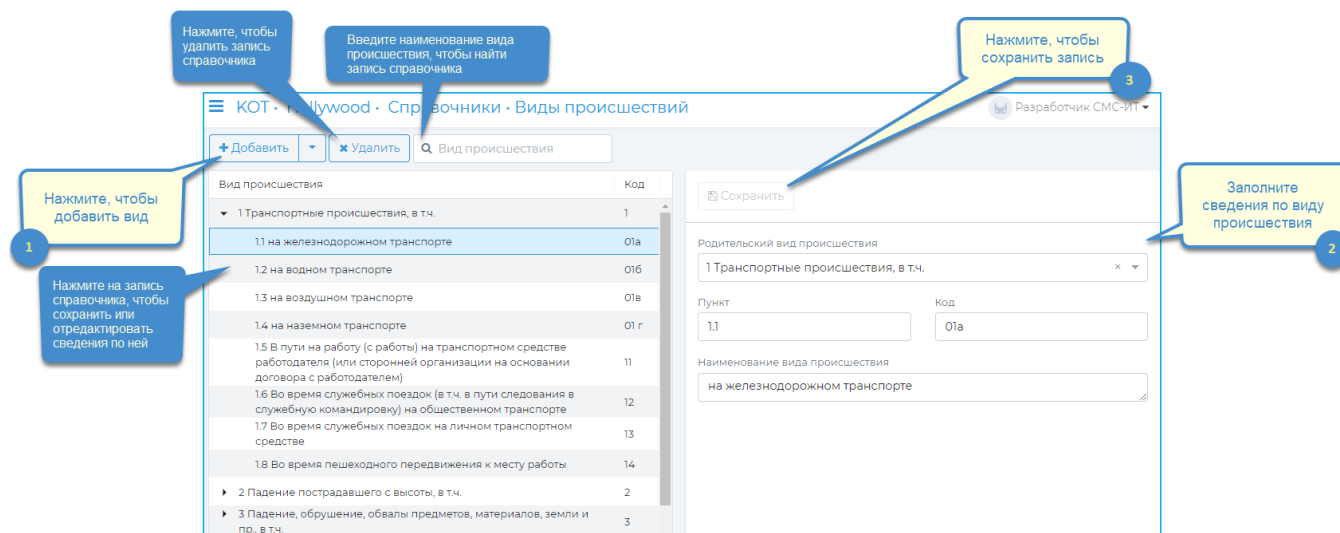 Нажмите, чтобы
удалить запись
справочника
Введите наименование вида
происшествия, чтобы найти
запись справочника
Нажмите, чтобы
сохранить запись
3
КОТ · Hollywood · Справочники · Виды происшествий
Разработчик СМС-ИТ
Добавить
Удалить
Вид происшествия
Нажмите, чтобы
добавить вид
1
Нажмите на запись
справочника, чтобы
сохранить или
отредактировать
сведения по ней
Вид происшествия Код
1 Транспортные происшествия, в т.ч. 1
1.1 на железнодорожном транспорте 01а
1.2 на водном транспорте 01б
1.3 на воздушном транспорте 01в
1.4 на наземном транспорте 01 г
1.5 В пути на работу (с работы) на транспортном средстве
работодателя (или сторонней организации на основании 11
договора с работодателем)
1.6 Во время служебных поездок (в т.ч. в пути следования в
служебную командировку) на общественном транспорте 12
1.7 Во время служебных поездок на личном транспортном
средстве 13
1.8 Во время пешеходного передвижения к месту работы 14
2 Падение пострадавшего с высоты, в т.ч. 2
3 Падение, обрушение, обвалы предметов, материалов, земли и
пр., в т.ч. 3
Сохранить
Родительский вид происшествия
1 Транспортные происшествия, в т.ч.
Пункт Код
1.1 01а
Наименование вида происшествия
на железнодорожном транспорте
Заполните
сведения по виду
происшествия
2